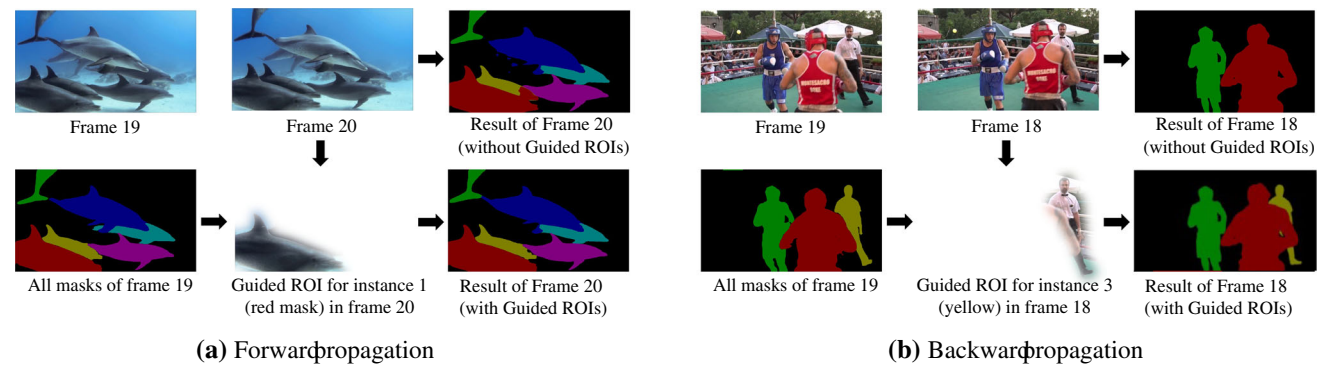 Frame 19
Frame 20
Result of Frame 20
(without Guided ROIs)
All masks of frame 19
Guided ROI for instance 1
(red mask) in frame 20
Result of Frame 20
(with Guided ROIs)
(a) Forwardpropagation
MONTESACRO
Frame 19
Frame 18
Result of Frame 18
(without Guided ROIs)
All masks of frame 19
Guided ROI for instance 3
(yellow) in frame 18
Result of Frame 18
(with Guided ROIs)
(b) Backwardpropagation